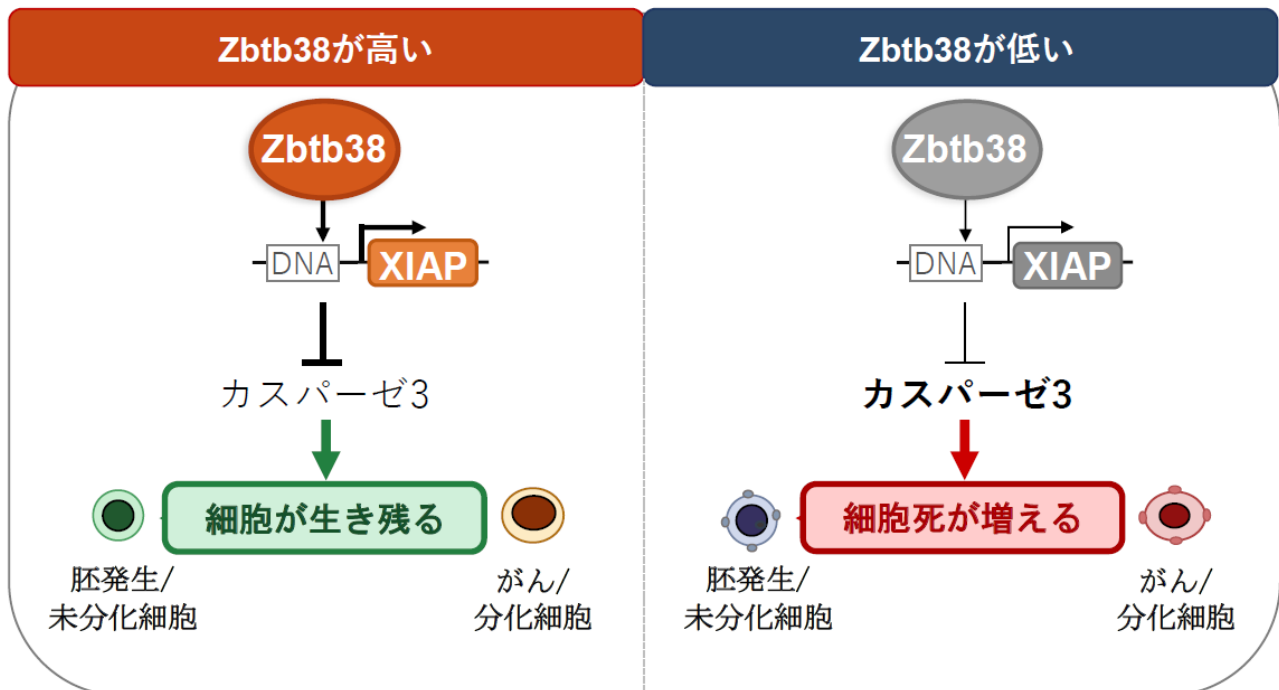 Zbtb38が高い
Zbtb38が低い
Zbtb38
DNA
XIAP
カスパーゼ3
細胞が生き残る
胚発生/
未分化細胞
がん/
分化細胞
Zbtb38
DNA
XIAP
カスパーゼ3
細胞死が増える
胚発生/
未分化細胞
がん/
分化細胞